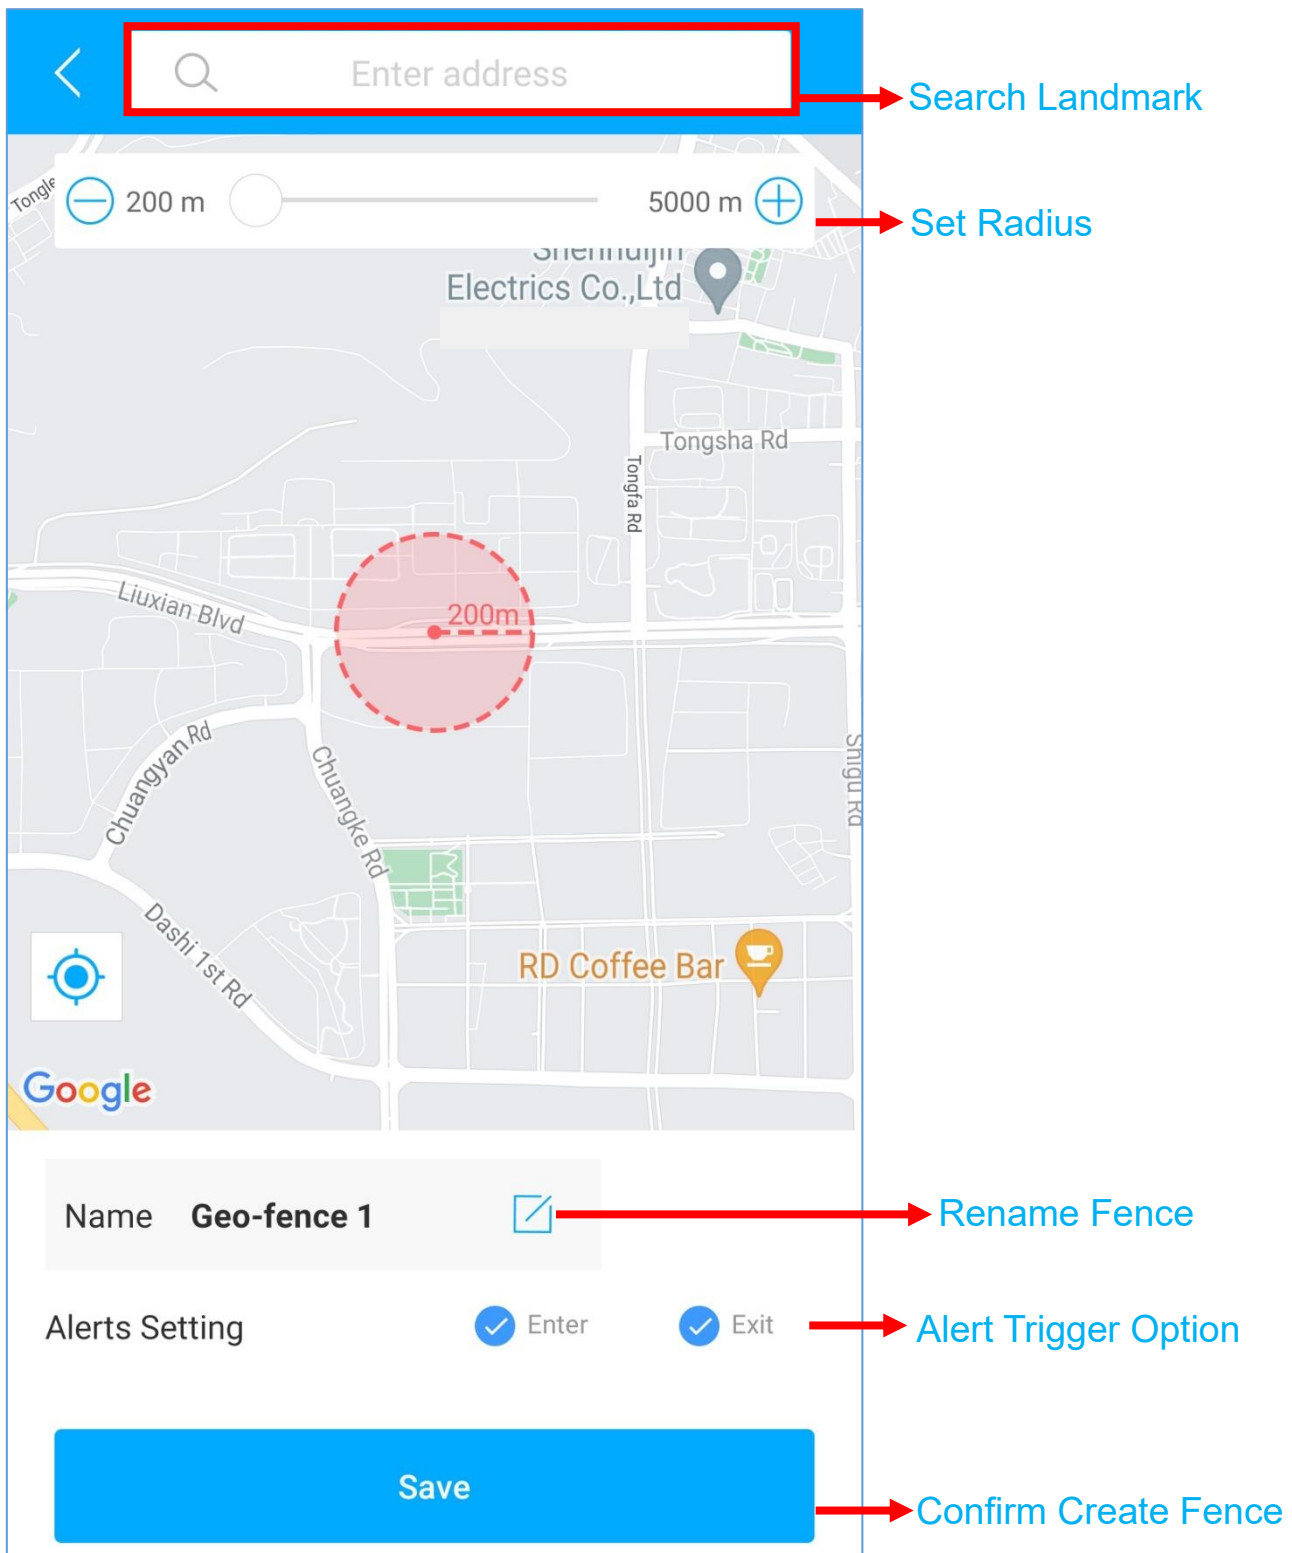 Enter address
Search Landmark
200 m
5000 m
Set Radius
Electrics Co.,Ltd
Tongsha Rd
Tongfa Rd
Liuxian Blvd
200m
Chuangyan Rd
Chuangke Rd
Shigu Rd
Dashi 1st Rd
RD Coffee Bar
Google
Name Geo-fence 1
Rename Fence
Alerts Setting
Enter
Exit
Alert Trigger Option
Save
Confirm Create Fence